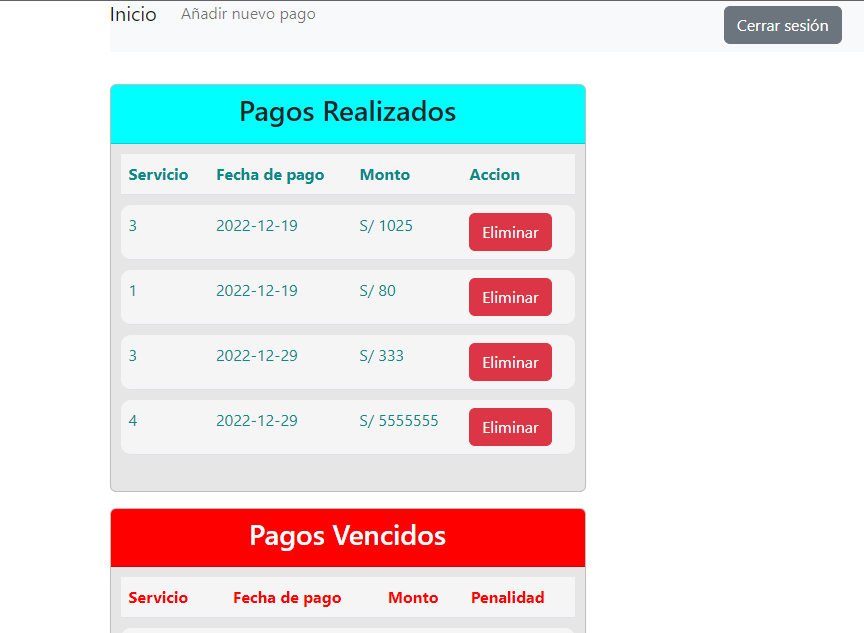 Inicio Añadir nuevo pago Cerrar sesión
Pagos Realizados
Servicio Fecha de pago Monto Accion
3 2022-12-19 S/ 1025 Eliminar
1 2022-12-19 S/ 80 Eliminar
3 2022-12-29 S/ 333 Eliminar
4 2022-12-29 S/ 5555555 Eliminar
Pagos Vencidos
Servicio Fecha de pago Monto Penalidad